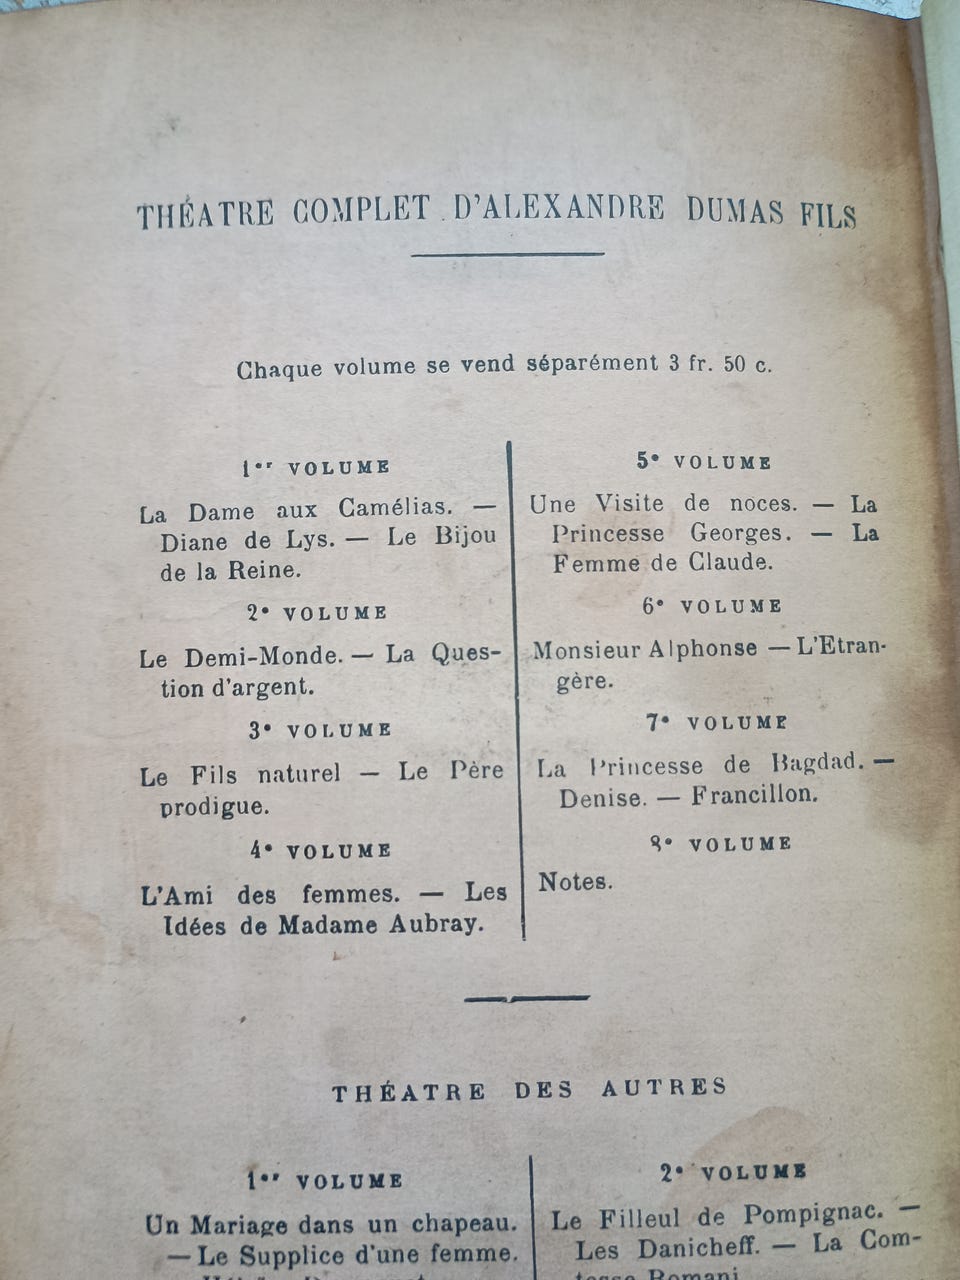 THÉATRE COMPLET D'ALEXANDRE DUMAS FILS
Chaque volume se vend séparément 3 fr. 50 c.
1er VOLUME
La Dame aux Camélias. —
Diane de Lys. — Le Bijou
de la Reine.
2e VOLUME
Le Demi-Monde. — La Ques-
tion d'argent.
3e VOLUME
Le Fils naturel — Le Père
prodigue.
4e VOLUME
L'Ami des femmes. — Les
Idées de Madame Aubray.
5e VOLUME
Une Visite de noces. — La
Princesse Georges. — La
Femme de Claude.
6e VOLUME
Monsieur Alphonse — L'Etran-
gère.
7e VOLUME
La Princesse de Bagdad. —
Denise. — Francillon.
8e VOLUME
Notes.
THÉATRE DES AUTRES
1er VOLUME
Un Mariage dans un chapeau.
— Le Supplice d'une femme.
2e VOLUME
Le Filleul de Pompignac. —
Les Danicheff. — La Com-
tesse Romani